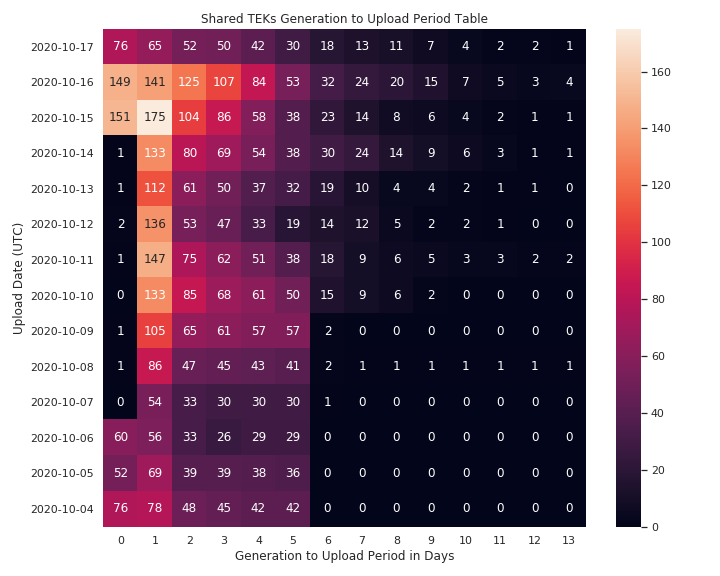 Shared TEKs Generation to Upload Period Table
Upload Date (UTC)
2020-10-17 76 65 52 50 42 30 18 13 11 7 4 2 2 1
2020-10-16 149 141 125 107 84 53 32 24 20 15 7 5 3 4
2020-10-15 151 175 104 86 58 38 23 14 8 6 4 2 1 1
2020-10-14 1 133 80 69 54 38 30 24 14 9 6 3 1 1
2020-10-13 1 112 61 50 37 32 19 10 4 4 2 1 1 0
2020-10-12 2 136 53 47 33 19 14 12 5 2 2 1 0 0
2020-10-11 1 147 75 62 51 38 18 9 6 5 3 3 2 2
2020-10-10 0 133 85 68 61 50 15 9 6 2 0 0 0 0
2020-10-09 1 105 65 61 57 57 2 0 0 0 0 0 0 0
2020-10-08 1 86 47 45 43 41 2 1 1 1 1 1 1 1
2020-10-07 0 54 33 30 30 30 1 0 0 0 0 0 0 0
2020-10-06 60 56 33 26 29 29 0 0 0 0 0 0 0 0
2020-10-05 52 69 39 39 38 36 0 0 0 0 0 0 0 0
2020-10-04 76 78 48 45 42 42 0 0 0 0 0 0 0 0
0 1 2 3 4 5 6 7 8 9 10 11 12 13
Generation to Upload Period in Days
160
140
120
100
80
60
40
20
0